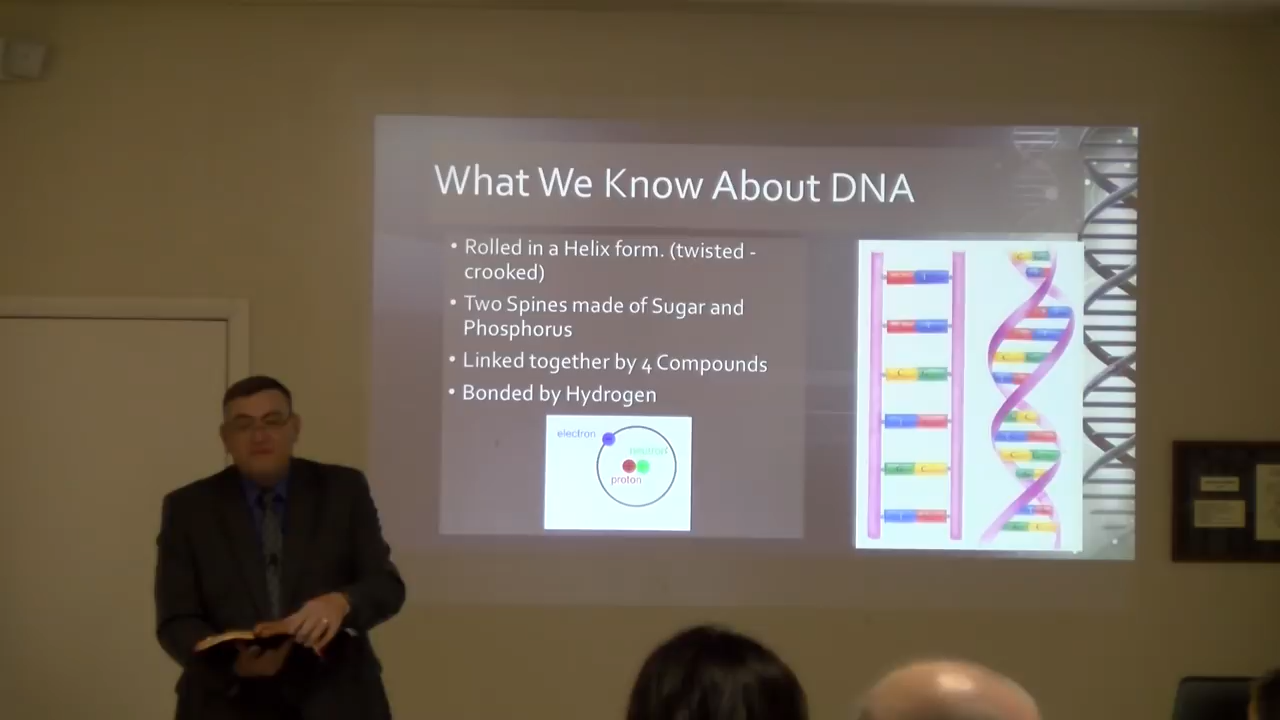 What We Know About DNA
• Rolled in a Helix form. (twisted -
crooked)
• Two Spines made of Sugar and
Phosphorus
• Linked together by 4 Compounds
• Bonded by Hydrogen
electron
neutron
proton